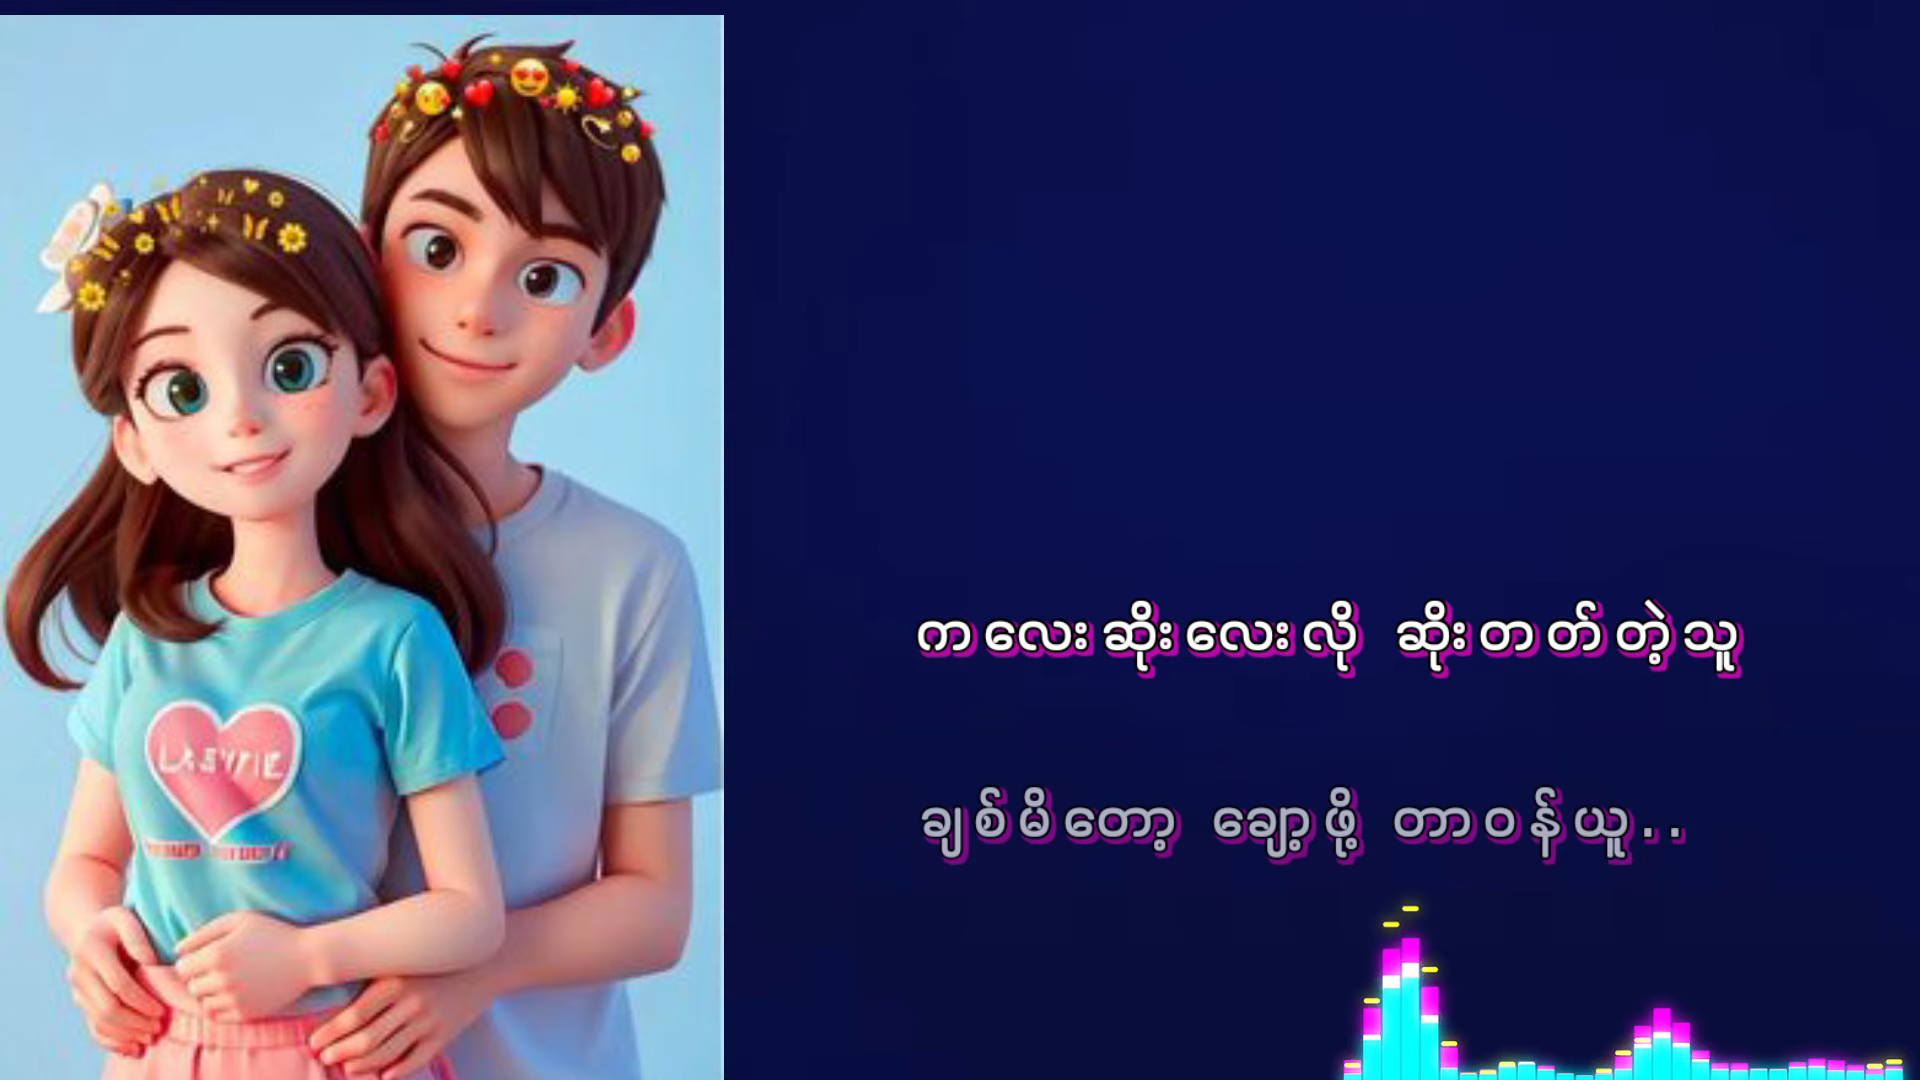 ကလေးဆိုးလေးလို ဆိုးတတ်တဲ့သူ
ချစ်မိတော့ ချော့ဖို့ တာဝန်ယူ..